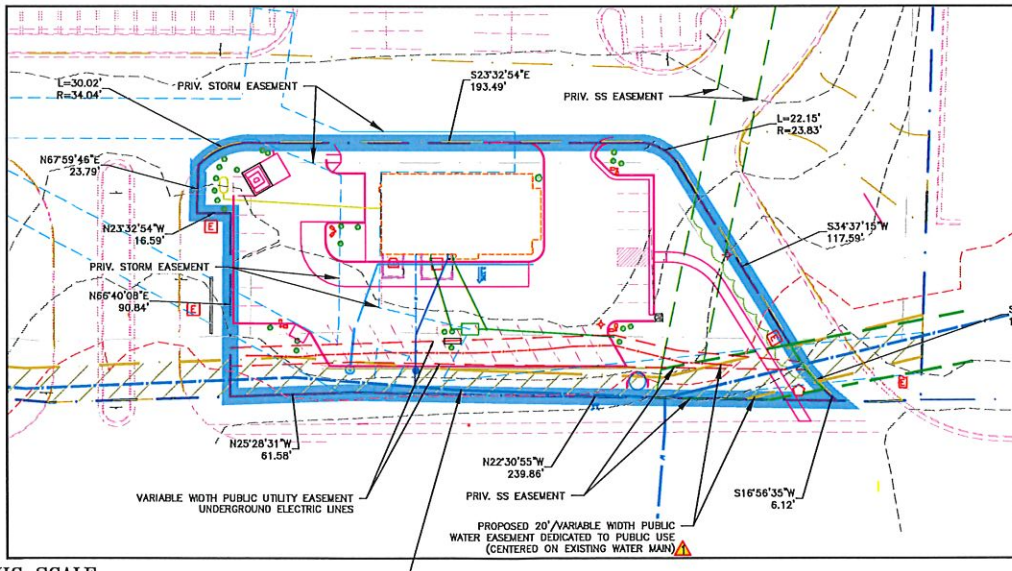 L=30.02
R=34.04'
PRIV. STORM EASEMENT
S23°32'54"E
193.49'
PRIV. SS EASEMENT
L=22.15'
R=23.83'
N67°59'46"E
23.79'
N23°32'54"W
16.59'
E
PRIV. STORM EASEMENT
S34°37'15"W
117.59'
N66°40'08"E
90.84'
E
E
E
N25°28'31"W
61.58'
N22°30'55"W
239.86'
PRIV. SS EASEMENT
S16°56'35"W
6.12'
VARIABLE WIDTH PUBLIC UTILITY EASEMENT
UNDERGROUND ELECTRIC LINES
PROPOSED 20'/VARIABLE WIDTH PUBLIC
WATER EASEMENT DEDICATED TO PUBLIC USE
(CENTERED ON EXISTING WATER MAIN) 1